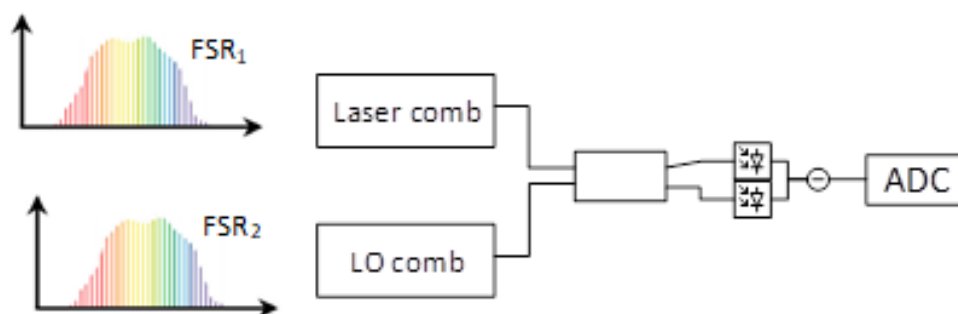 FSR₁
Laser comb
ADC
FSR₂
LO comb